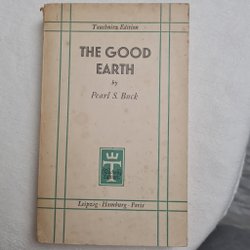 Tauchnitz Edition
THE GOOD
EARTH
by
Pearl S. Buck
T
Leipzig · Hamburg · Paris